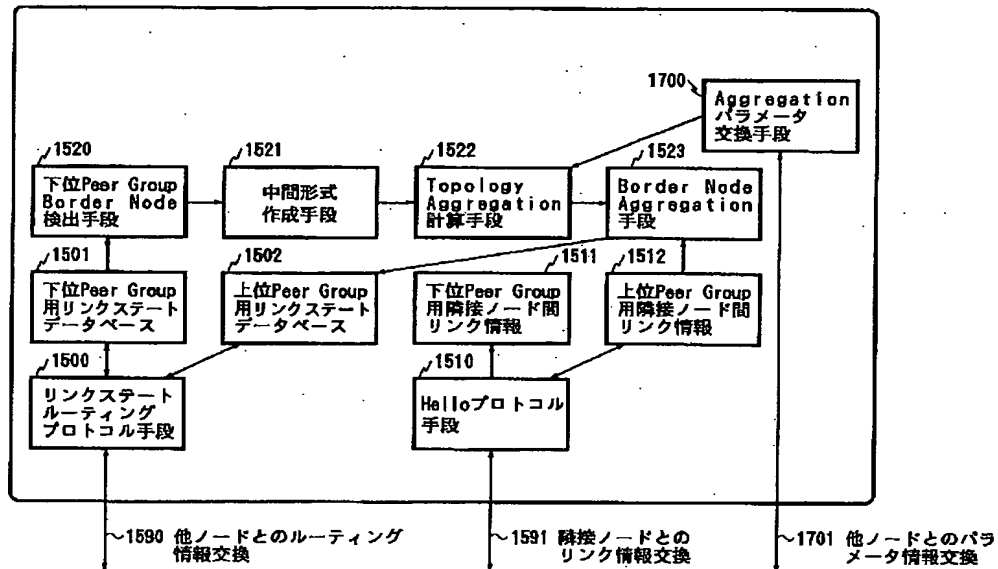 1700
Aggregation
パラメータ
交換手段
1520
下位Peer Group
Border Node
検出手段
1521
中間形式
作成手段
1522
Topology
Aggregation
計算手段
1523
Border Node
Aggregation
手段
1501
下位Peer Group
用リンクステート
データベース
1502
上位Peer Group
用リンクステート
データベース
1511
下位Peer Group
用隣接ノード間
リンク情報
1512
上位Peer Group
用隣接ノード間
リンク情報
1500
リンクステート
ルーティング
プロトコル手段
1510
Helloプロトコル
手段
1590 他ノードとのルーティング
情報交換
1591 隣接ノードとの
リンク情報交換
1701 他ノードとのパラ
メータ情報交換